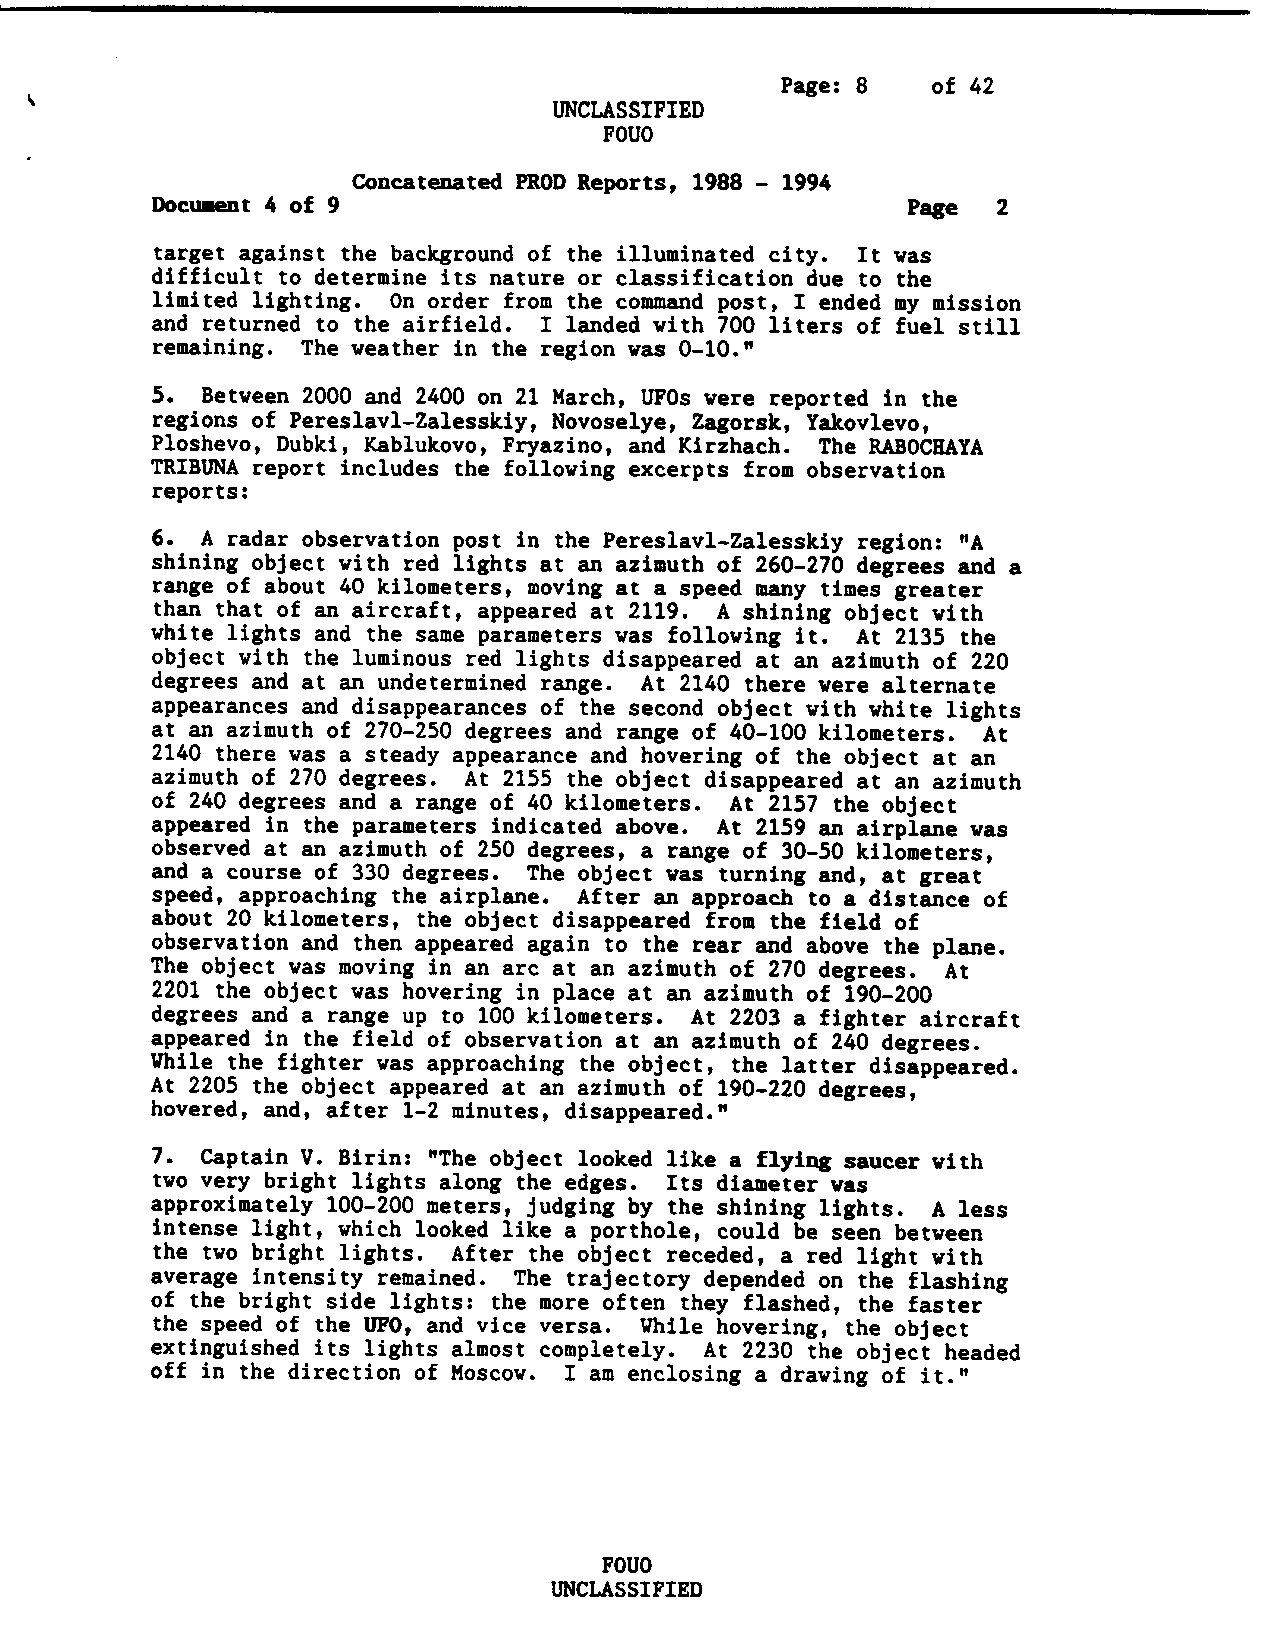 Page: 8 of 42
UNCLASSIFIED
FOUO
Concatenated PROD Reports, 1988 - 1994
Document 4 of 9 Page 2
target against the background of the illuminated city. It was
difficult to determine its nature or classification due to the
limited lighting. On order from the command post, I ended my mission
and returned to the airfield. I landed with 700 liters of fuel still
remaining. The weather in the region was 0-10."
5. Between 2000 and 2400 on 21 March, UFOs were reported in the
regions of Pereslavl-Zalesskiy, Novoselye, Zagorsk, Yakovlevo,
Ploshevo, Dubki, Kablukovo, Fryazino, and Kirzhach. The RABOCHAYA
TRIBUNA report includes the following excerpts from observation
reports:
6. A radar observation post in the Pereslavl-Zalesskiy region: "A
shining object with red lights at an azimuth of 260-270 degrees and a
range of about 40 kilometers, moving at a speed many times greater
than that of an aircraft, appeared at 2119. A shining object with
white lights and the same parameters was following it. At 2135 the
object with the luminous red lights disappeared at an azimuth of 220
degrees and at an undetermined range. At 2140 there were alternate
appearances and disappearances of the second object with white lights
at an azimuth of 270-250 degrees and range of 40-100 kilometers. At
2140 there was a steady appearance and hovering of the object at an
azimuth of 270 degrees. At 2155 the object disappeared at an azimuth
of 240 degrees and a range of 40 kilometers. At 2157 the object
appeared in the parameters indicated above. At 2159 an airplane was
observed at an azimuth of 250 degrees, a range of 30-50 kilometers,
and a course of 330 degrees. The object was turning and, at great
speed, approaching the airplane. After an approach to a distance of
about 20 kilometers, the object disappeared from the field of
observation and then appeared again to the rear and above the plane.
The object was moving in an arc at an azimuth of 270 degrees. At
2201 the object was hovering in place at an azimuth of 190-200
degrees and a range up to 100 kilometers. At 2203 a fighter aircraft
appeared in the field of observation at an azimuth of 240 degrees.
While the fighter was approaching the object, the latter disappeared.
At 2205 the object appeared at an azimuth of 190-220 degrees,
hovered, and, after 1-2 minutes, disappeared."
7. Captain V. Birin: "The object looked like a flying saucer with
two very bright lights along the edges. Its diameter was
approximately 100-200 meters, judging by the shining lights. A less
intense light, which looked like a porthole, could be seen between
the two bright lights. After the object receded, a red light with
average intensity remained. The trajectory depended on the flashing
of the bright side lights: the more often they flashed, the faster
the speed of the UFO, and vice versa. While hovering, the object
extinguished its lights almost completely. At 2230 the object headed
off in the direction of Moscow. I am enclosing a drawing of it."
FOUO
UNCLASSIFIED